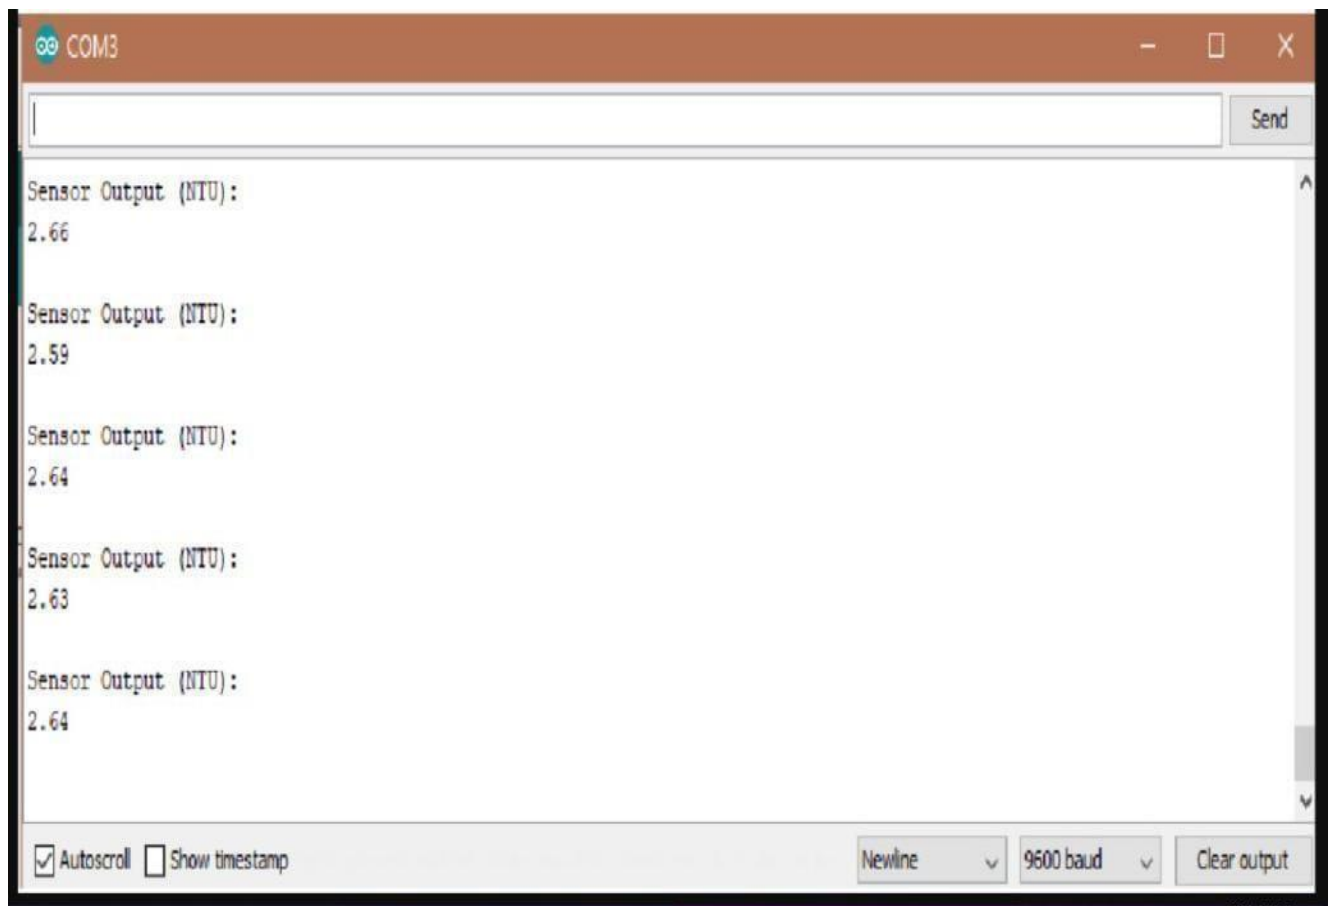 COM3
Send
Sensor Output (NTU):
2.66
Sensor Output (NTU):
2.59
Sensor Output (NTU):
2.64
Sensor Output (NTU):
2.63
Sensor Output (NTU):
2.64
Autoscroll Show timestamp Newline 9600 baud Clear output